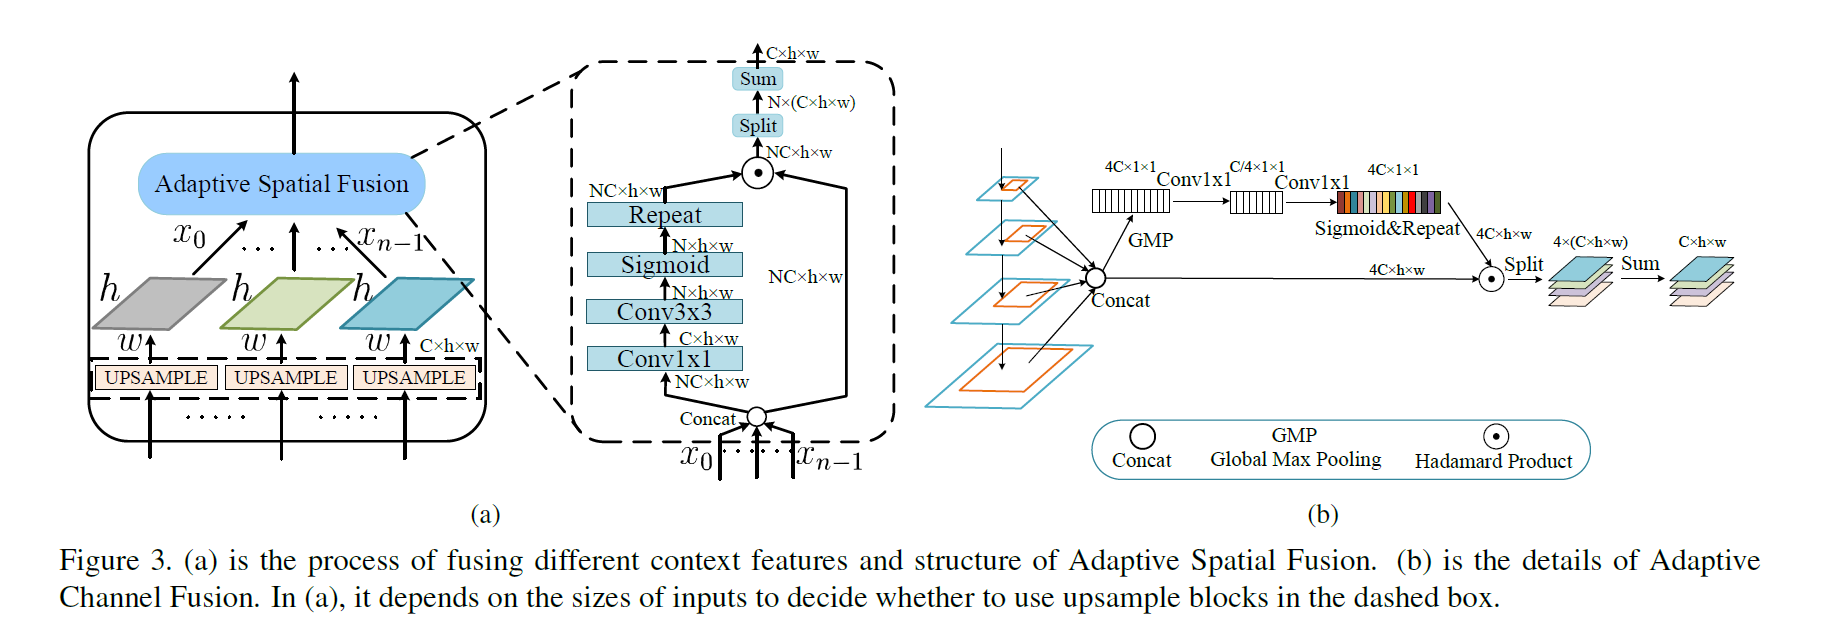 Adaptive Spatial Fusion
x0
xn−1
h
h
h
w
w
w
C×h×w
UPSAMPLE
UPSAMPLE
UPSAMPLE
C×h×w
Sum
N×(C×h×w)
Split
NC×h×w
NC×h×w
Repeat
N×h×w
Sigmoid
N×h×w
Conv3x3
C×h×w
Conv1x1
NC×h×w
NC×h×w
Concat
x0
xn−1
(a)
4C×1×1
Conv1x1
C/4×1×1
Conv1x1
4C×1×1
Sigmoid&Repeat
GMP
Concat
4C×h×w
4C×h×w
Split
4×(C×h×w)
Sum
C×h×w
Concat
GMP
Global Max Pooling
Hadamard Product
(b)
Figure 3. (a) is the process of fusing different context features and structure of Adaptive Spatial Fusion. (b) is the details of Adaptive
Channel Fusion. In (a), it depends on the sizes of inputs to decide whether to use upsample blocks in the dashed box.